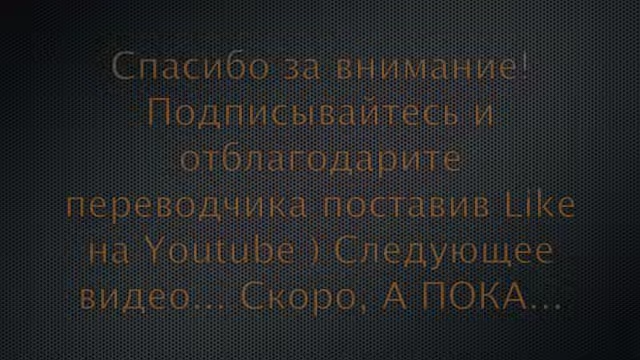 Спасибо за внимание!
Подписывайтесь и
отблагодарите
переводчика поставив Like
на Youtube ) Следующее
видео... Скоро, А ПОКА...